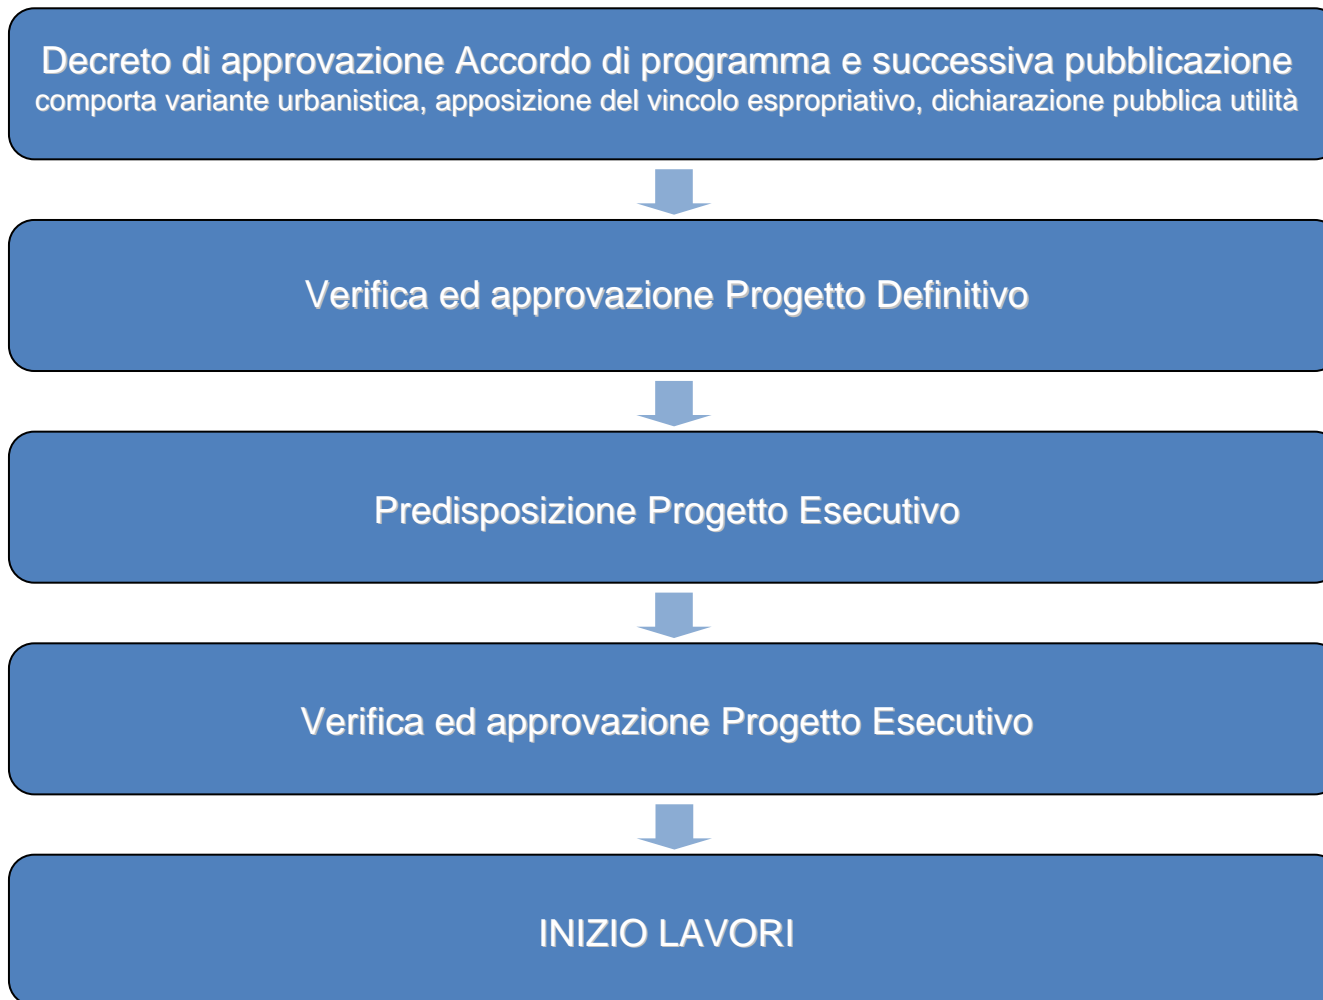 Decreto di approvazione Accordo di programma e successiva pubblicazione
comporta variante urbanistica, apposizione del vincolo espropriativo, dichiarazione pubblica utilità
Verifica ed approvazione Progetto Definitivo
Predisposizione Progetto Esecutivo
Verifica ed approvazione Progetto Esecutivo
INIZIO LAVORI